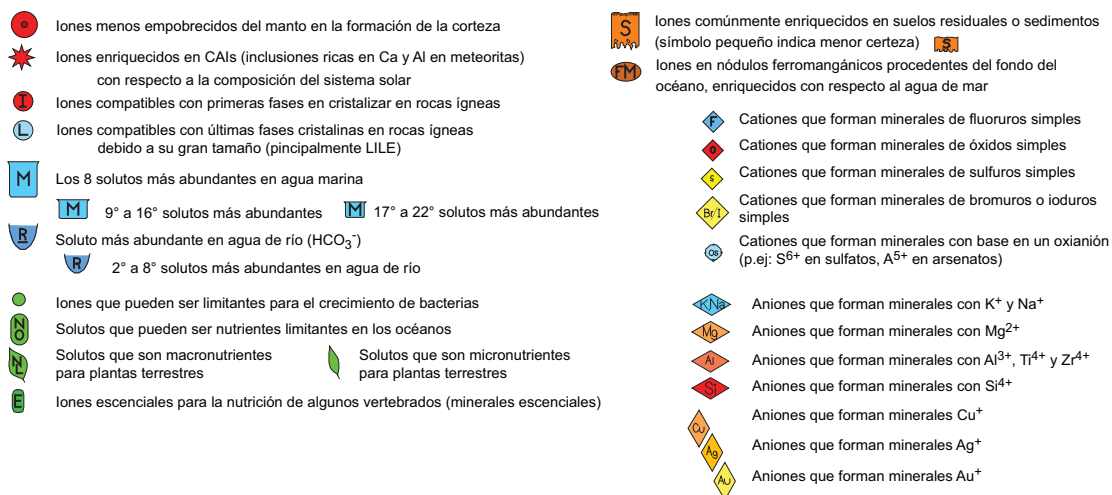 Iones menos empobrecidos del manto en la formación de la corteza
Iones enriquecidos en CAIs (inclusiones ricas en Ca y Al en meteoritas)
con respecto a la composición del sistema solar
I Iones compatibles con primeras fases en cristalizar en rocas ígneas
L Iones compatibles con últimas fases cristalinas en rocas ígneas
debido a su gran tamaño (pincipalmente LILE)
M Los 8 solutos más abundantes en agua marina
M 9° a 16° solutos más abundantes M 17° a 22° solutos más abundantes
R Soluto más abundante en agua de río (HCO3-)
R 2° a 8° solutos más abundantes en agua de río
Iones que pueden ser limitantes para el crecimiento de bacterias
NO Solutos que pueden ser nutrientes limitantes en los océanos
NL Solutos que son macronutrientes
para plantas terrestres
Solutos que son micronutrientes
para plantas terrestres
E Iones escenciales para la nutrición de algunos vertebrados (minerales escenciales)
S Iones comúnmente enriquecidos en suelos residuales o sedimentos
(símbolo pequeño indica menor certeza) S
FM Iones en nódulos ferromangánicos procedentes del fondo del
océano, enriquecidos con respecto al agua de mar
F Cationes que forman minerales de fluoruros simples
O Cationes que forman minerales de óxidos simples
S Cationes que forman minerales de sulfuros simples
Br/I Cationes que forman minerales de bromuros o ioduros
simples
Os Cationes que forman minerales con base en un oxianión
(p.ej: S6+ en sulfatos, A5+ en arsenatos)
KNa Aniones que forman minerales con K+ y Na+
Mg Aniones que forman minerales con Mg2+
Al Aniones que forman minerales con Al3+, Ti4+ y Zr4+
Si Aniones que forman minerales con Si4+
Cu Aniones que forman minerales Cu+
Ag Aniones que forman minerales Ag+
Au Aniones que forman minerales Au+